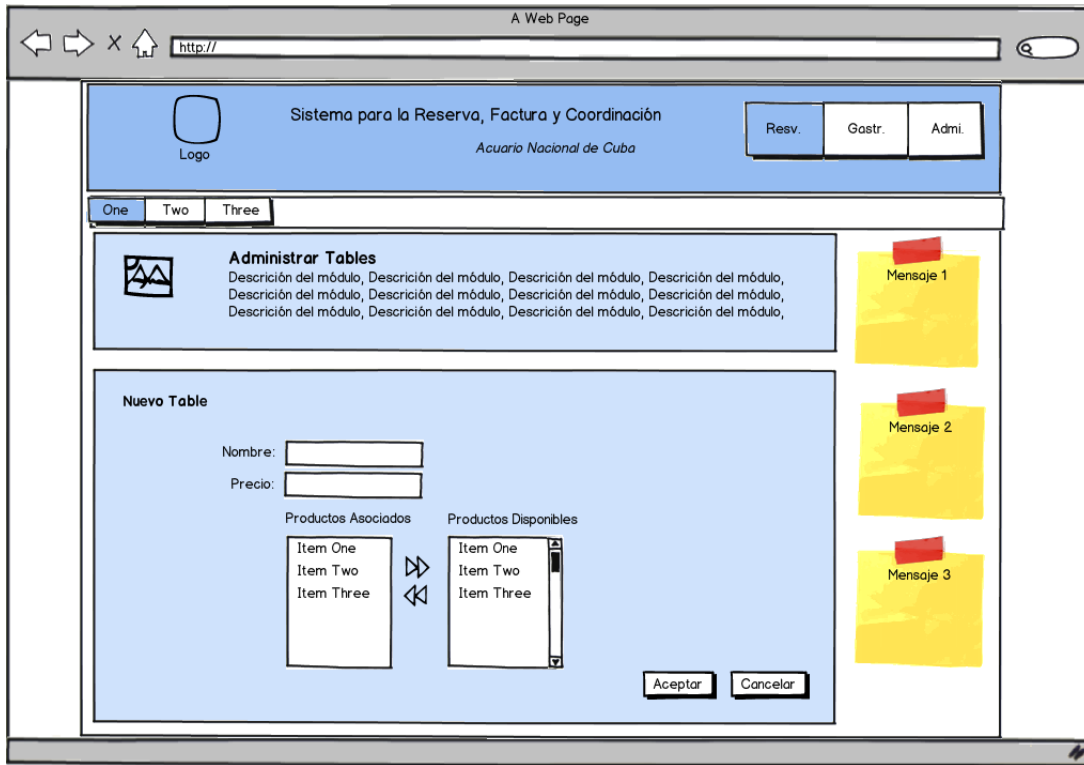 A Web Page
X
http://
Sistema para la Reserva, Factura y Coordinación
Acuario Nacional de Cuba
Logo
Resv.
Gastr.
Admi.
One
Two
Three
Administrar Tables
Descrición del módulo, Descrición del módulo, Descrición del módulo, Descrición del módulo,
Descrición del módulo, Descrición del módulo, Descrición del módulo, Descrición del módulo,
Descrición del módulo, Descrición del módulo, Descrición del módulo, Descrición del módulo,
Nuevo Table
Nombre:
Precio:
Productos Asociados
Item One
Item Two
Item Three
Productos Disponibles
Item One
Item Two
Item Three
Aceptar
Cancelar
Mensaje 1
Mensaje 2
Mensaje 3